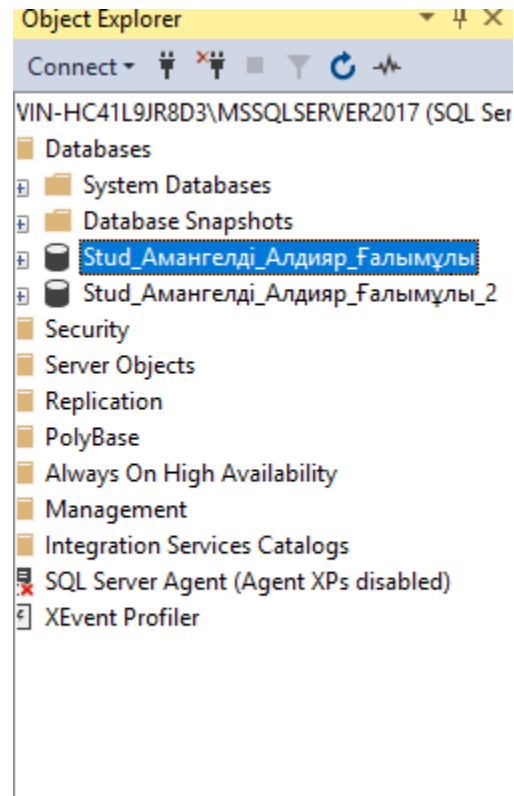 Object Explorer
Connect
VIN-HC41L9JR8D3\MSSQLSERVER2017 (SQL Ser
Databases
System Databases
Database Snapshots
Stud_Амангелді_Алдияр_Ғалымұлы
Stud_Амангелді_Алдияр_Ғалымұлы_2
Security
Server Objects
Replication
PolyBase
Always On High Availability
Management
Integration Services Catalogs
SQL Server Agent (Agent XPs disabled)
XEvent Profiler